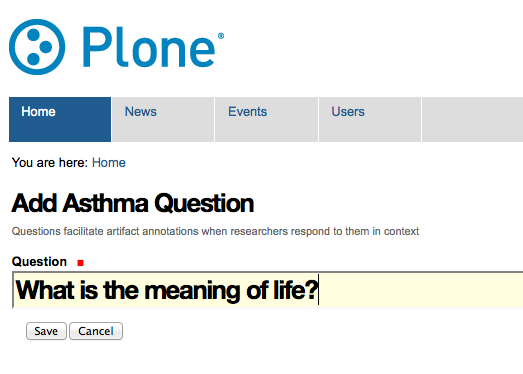 Plone®
Home News Events Users
You are here: Home
Add Asthma Question
Questions facilitate artifact annotations when researchers respond to them in context
Question
What is the meaning of life?
Save Cancel